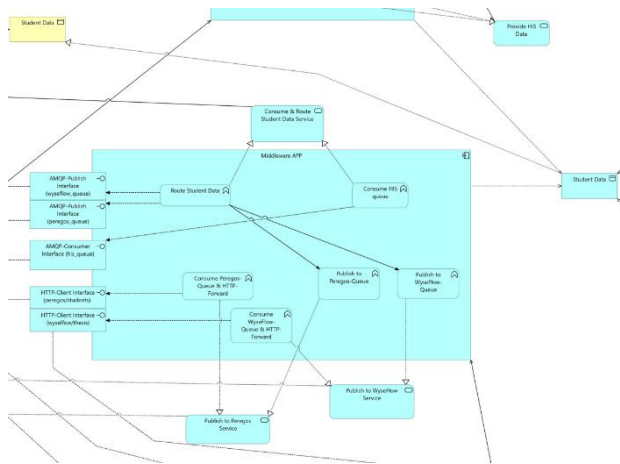 Student Data
Provide HIS
Data
Consume & Route
Student Data Service
Middleware APP
AMQP-Publish
Interface
(wyseflow_queue)
AMQP-Publish
Interface
(peregos_queue)
Route Student Data
Consume HIS
queue
Student Data
AMQP-Consumer
Interface (his_queue)
HTTP-Client Interface
(peregos/students)
HTTP-Client Interface
(wyseflow/thesis)
Consume Peregos-
Queue & HTTP-
Forward
Publish to
Peregos-Queue
Publish to
WyseFlow-
Queue
Consume
WyseFlow-
Queue & HTTP-
Forward
Publish to WyseFlow
Service
Publish to Peregos
Service